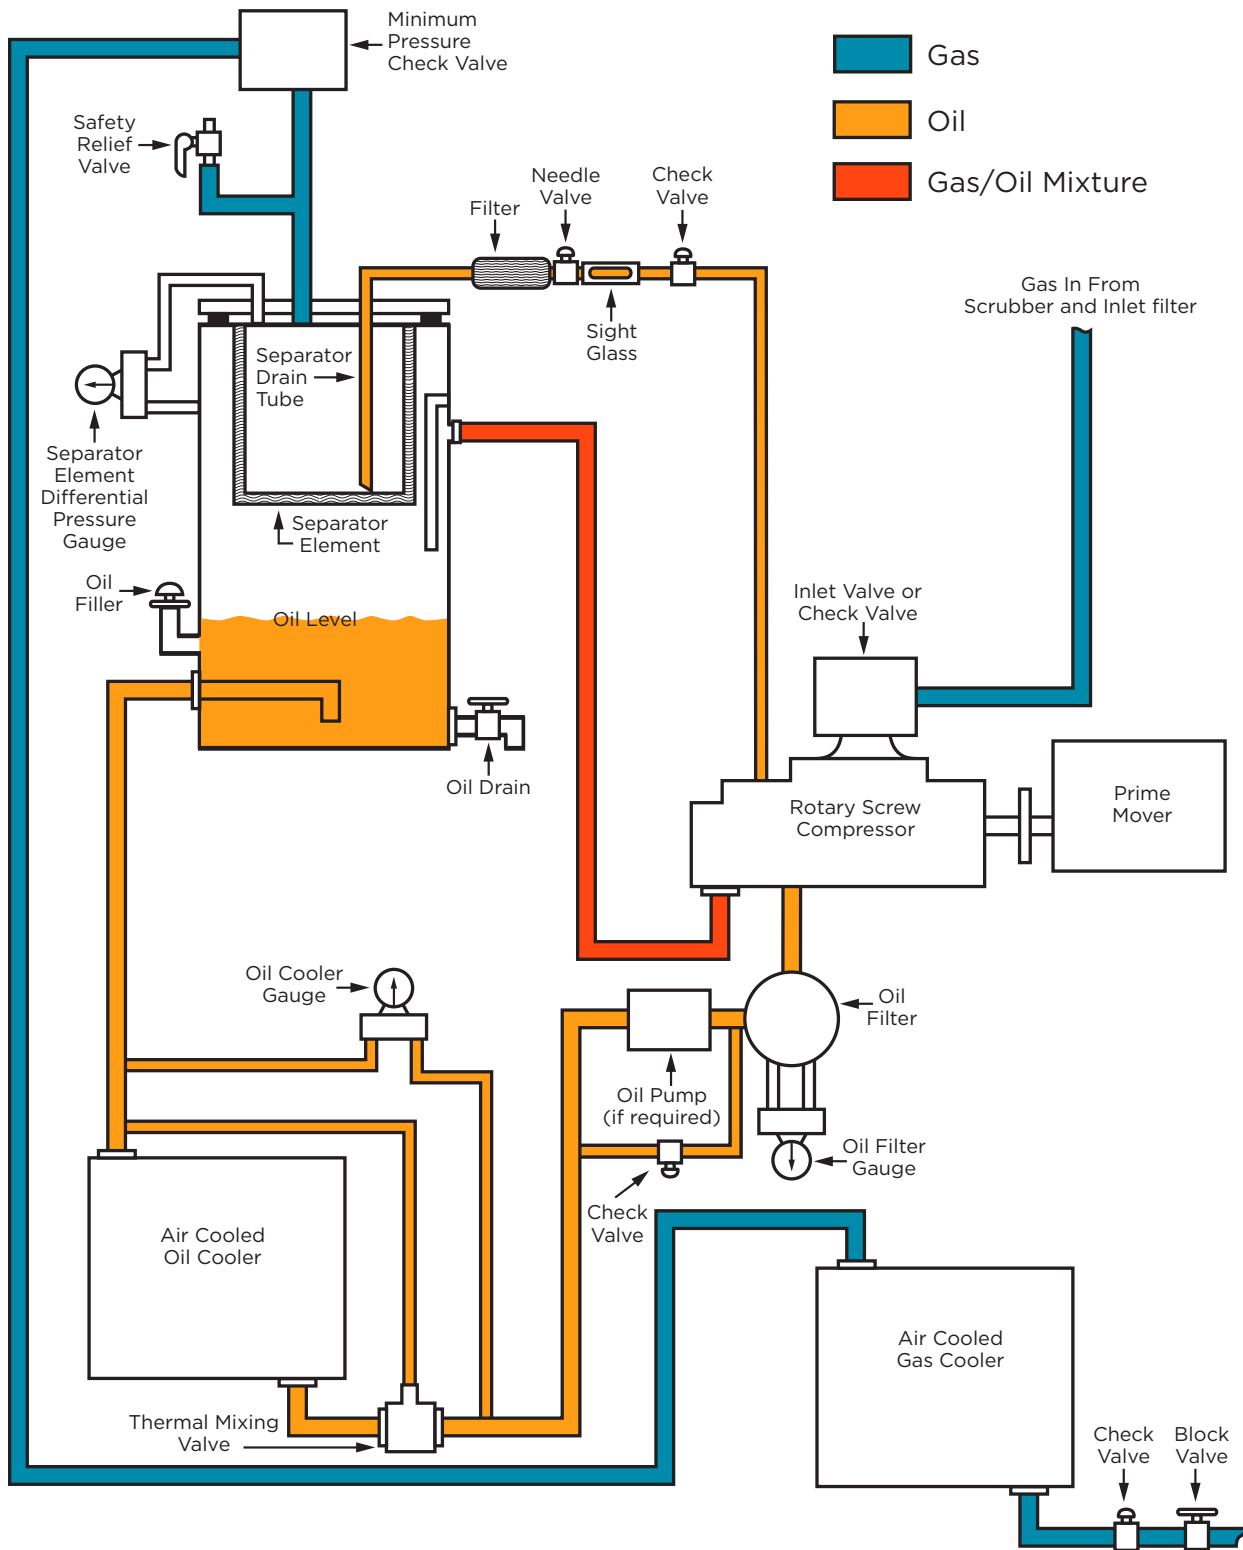 Minimum
Pressure
Check Valve
Gas
Oil
Gas/Oil Mixture
Safety
Relief
Valve
Needle
Valve
Check
Valve
Filter
Sight
Glass
Gas In From
Scrubber and Inlet filter
Separator
Drain
Tube
Separator
Element
Differential
Pressure
Gauge
Separator
Element
Oil
Filler
Oil Level
Inlet Valve or
Check Valve
Oil Drain
Rotary Screw
Compressor
Prime
Mover
Oil Cooler
Gauge
Oil
Filter
Oil Pump
(if required)
Oil Filter
Gauge
Check
Valve
Air Cooled
Oil Cooler
Air Cooled
Gas Cooler
Thermal Mixing
Valve
Check
Valve
Block
Valve